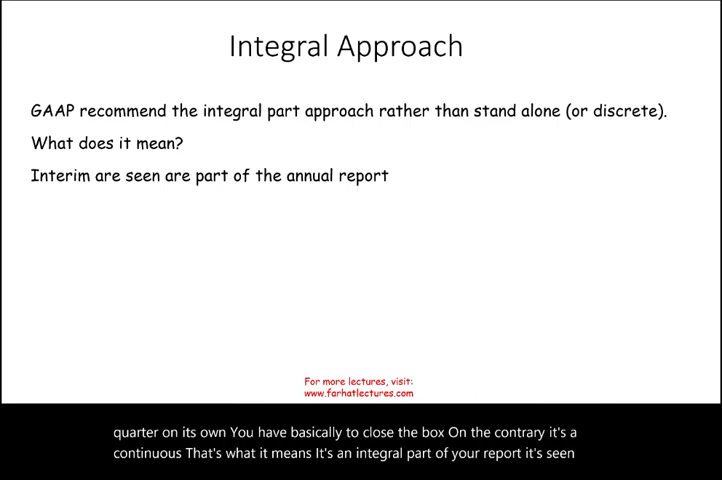 Integral Approach
GAAP recommend the integral part approach rather than stand alone (or discrete).
What does it mean?
Interim are seen are part of the annual report
For more lectures, visit:
www.farhatlectures.com
quarter on its own You have basically to close the box On the contrary it's a
continuous That's what it means It's an integral part of your report it's seen